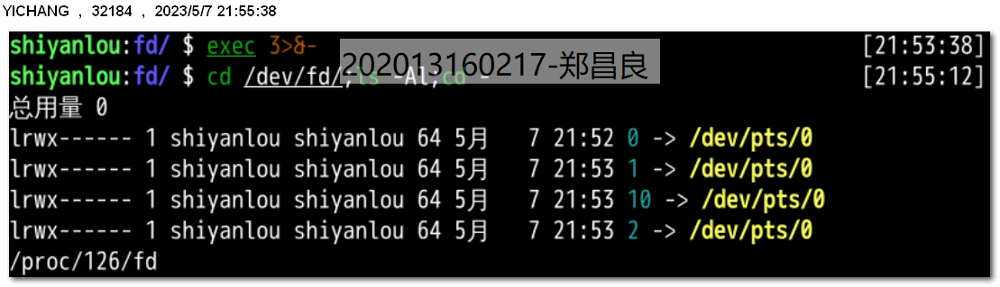 YICHANG , 32184 , 2023/5/7 21:55:38
shiyanlou:fd/ $ exec 3>&- [21:53:38]
202013160217-郑昌良
shiyanlou:fd/ $ cd /dev/fd/;ls -Al;cd - [21:55:12]
总用量 0
lrwx------ 1 shiyanlou shiyanlou 64 5月 7 21:52 0 -> /dev/pts/0
lrwx------ 1 shiyanlou shiyanlou 64 5月 7 21:53 1 -> /dev/pts/0
lrwx------ 1 shiyanlou shiyanlou 64 5月 7 21:53 10 -> /dev/pts/0
lrwx------ 1 shiyanlou shiyanlou 64 5月 7 21:53 2 -> /dev/pts/0
/proc/126/fd